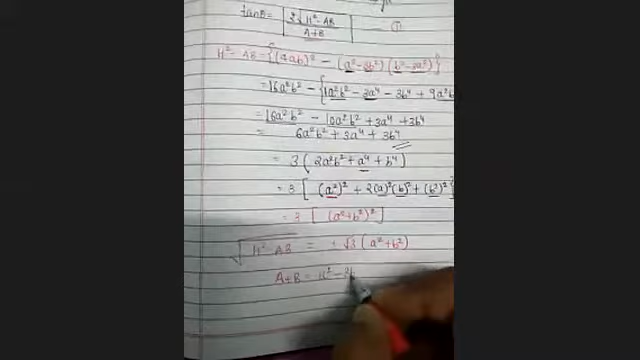 tanB = | 2√H²-AB / A+B | — ①
H²-AB = {(4ab)² - (a²-3b²)(b²-3a²)}
= 16a²b² - {1a²b² - 3a⁴ - 3b⁴ + 9a²b²
= 16a²b² - 10a²b² + 3a⁴ + 3b⁴
= 6a²b² + 3a⁴ + 3b⁴
= 3 (2a²b² + a⁴ + b⁴)
= 3 [ (a²)² + 2(a)²(b)² + (b²)² ]
= 3 [ (a²+b²)² ]
√H²-AB = √3 (a²+b²)
A+B = a² - 3b